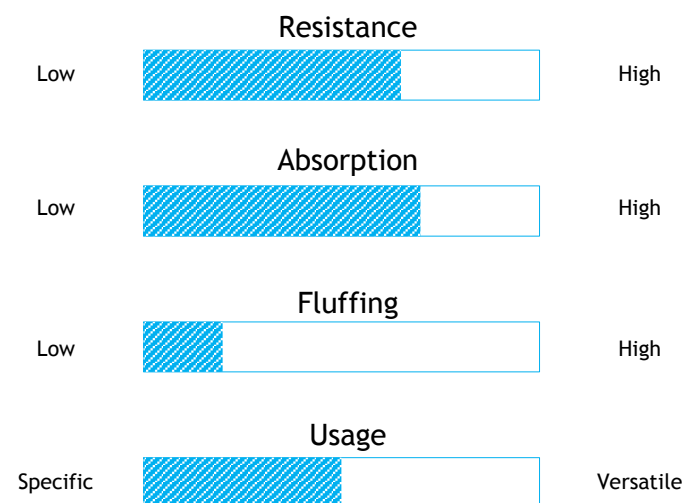 Resistance
Low High
Absorption
Low High
Fluffing
Low High
Usage
Specific Versatile